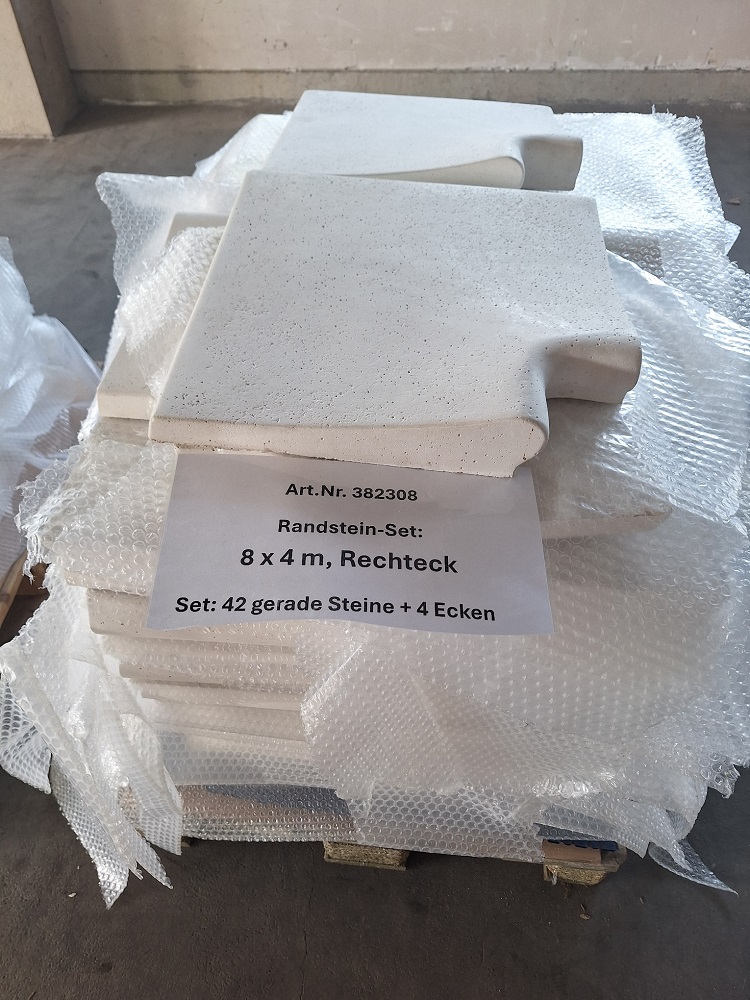 Art.Nr. 382308
Randstein-Set:
8 x 4 m, Rechteck
Set: 42 gerade Steine + 4 Ecken